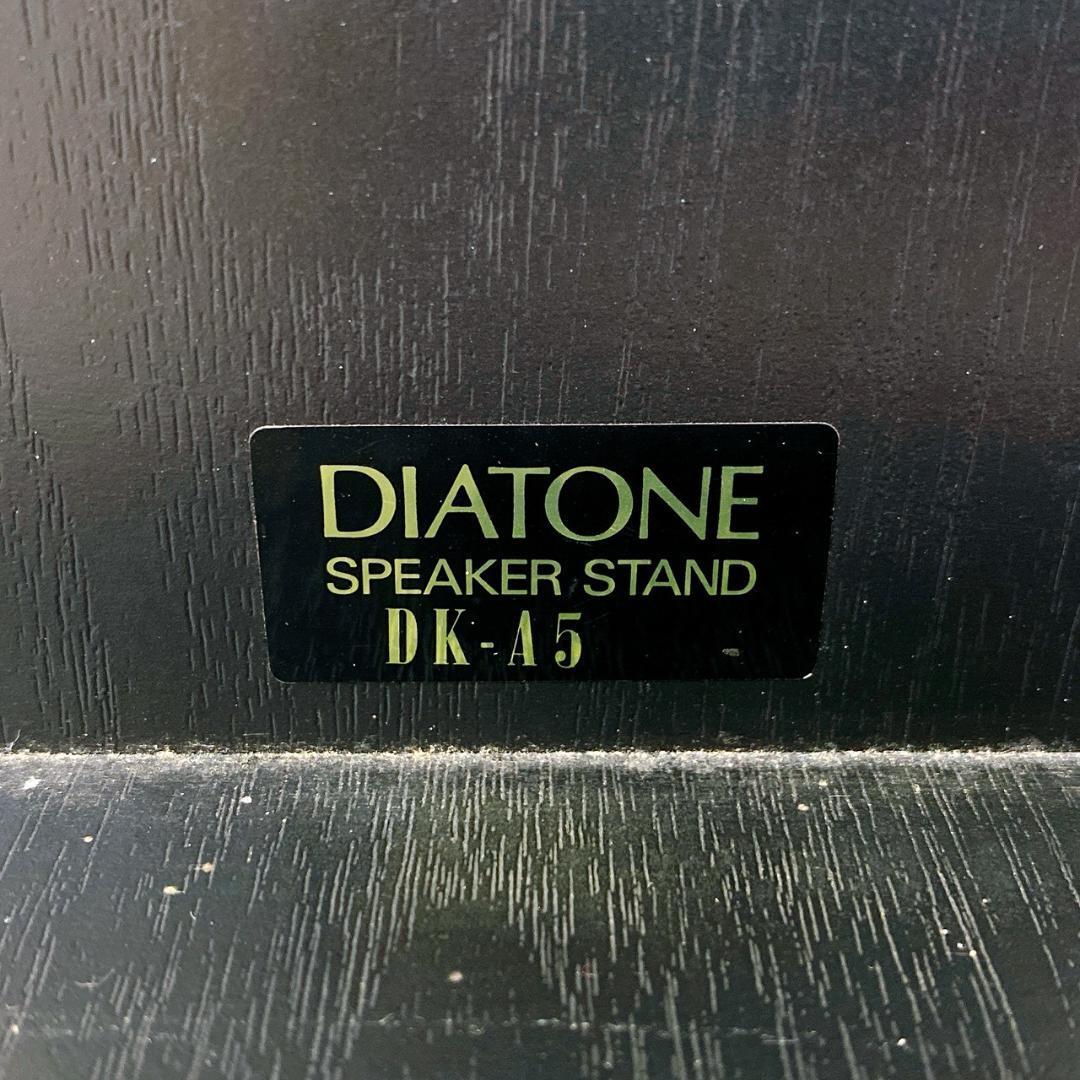 DIATONE
SPEAKER STAND
DK-A5